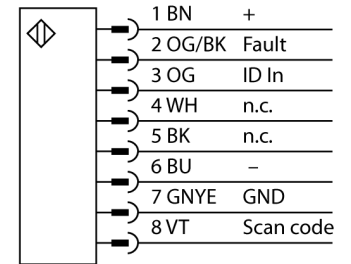 1 BN +
2 OG/BK Fault
3 OG ID In
4 WH n.c.
5 BK n.c.
6 BU –
7 GNYE GND
8 VT Scan code